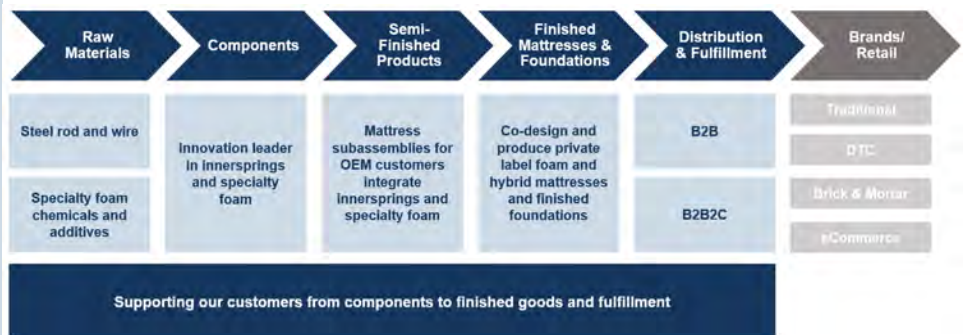 Raw
Materials
Components
Semi-
Finished
Products
Finished
Mattresses &
Foundations
Distribution
& Fulfillment
Brands/
Retail
Steel rod and wire
Specialty foam
chemicals and
additives
Innovation leader
in innersprings
and specialty
foam
Mattress
subassemblies for
OEM customers
integrate
innersprings and
specialty foam
Co-design and
produce private
label foam and
hybrid mattresses
and finished
foundations
B2B
B2B2C
Traditional
DTC
Brick & Mortar
eCommerce
Supporting our customers from components to finished goods and fulfillment